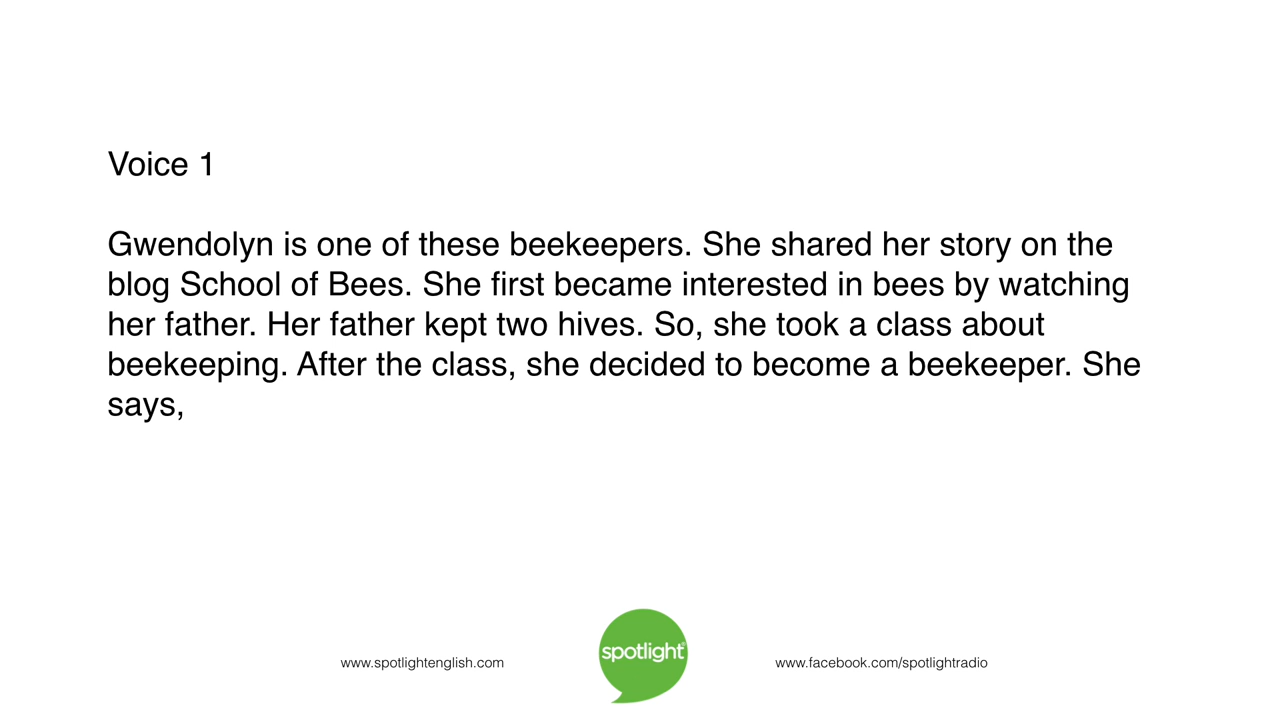 Voice 1
Gwendolyn is one of these beekeepers. She shared her story on the
blog School of Bees. She first became interested in bees by watching
her father. Her father kept two hives. So, she took a class about
beekeeping. After the class, she decided to become a beekeeper. She
says,
www.spotlightenglish.com
spotlight®
www.facebook.com/spotlightradio